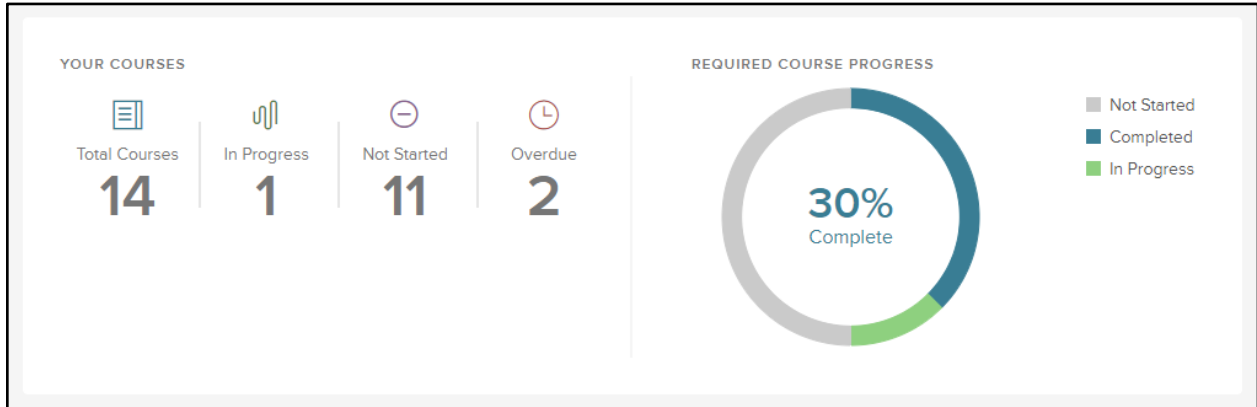 YOUR COURSES
Total Courses
14
In Progress
1
Not Started
11
Overdue
2
REQUIRED COURSE PROGRESS
30%
Complete
Not Started
Completed
In Progress